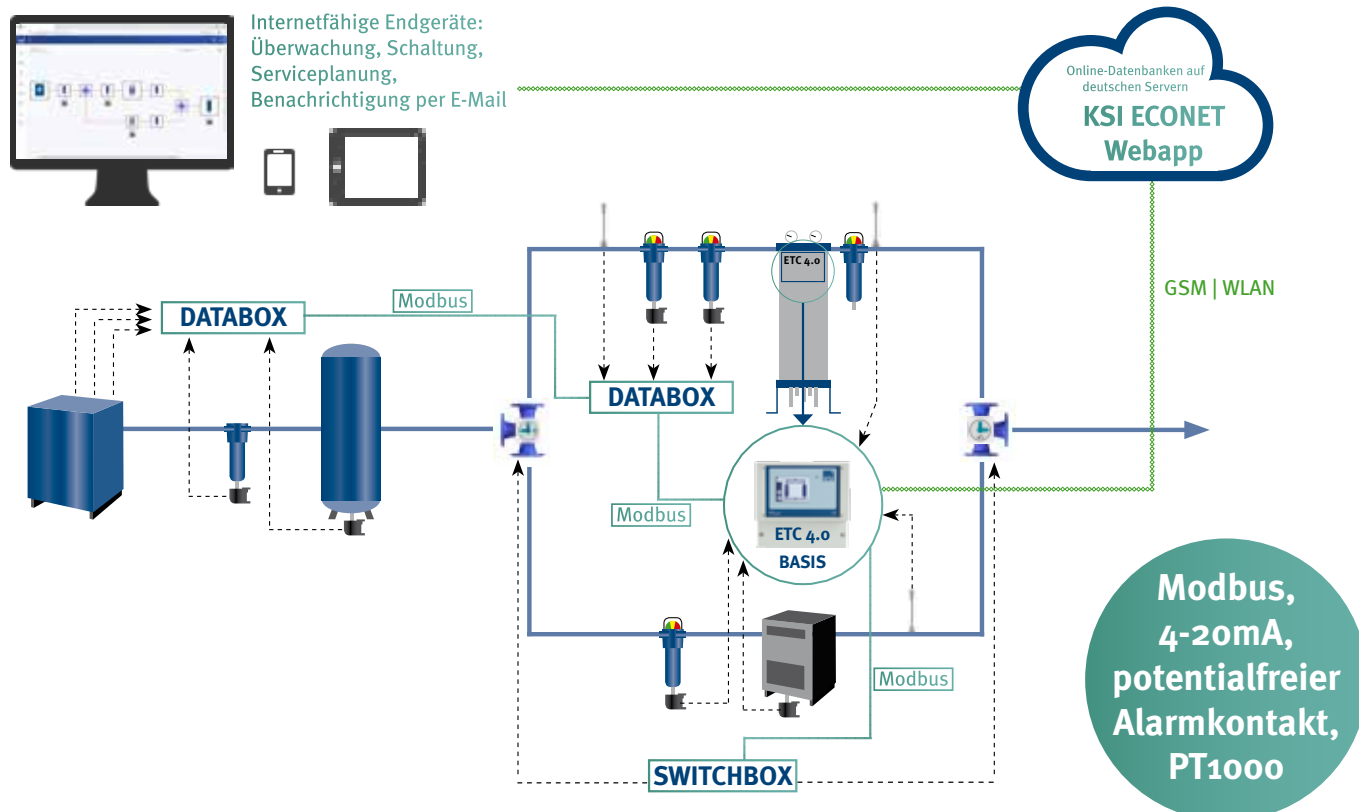 Internetfähige Endgeräte:
Überwachung, Schaltung,
Serviceplanung,
Benachrichtigung per E-Mail
Online-Datenbanken auf
deutschen Servern
KSI ECONET
Webapp
GSM | WLAN
ETC 4.0
Modbus
DATABOX
DATABOX
Modbus
ETC 4.0
BASIS
Modbus
SWITCHBOX
Modbus,
4-20mA,
potentialfreier
Alarmkontakt,
PT1000